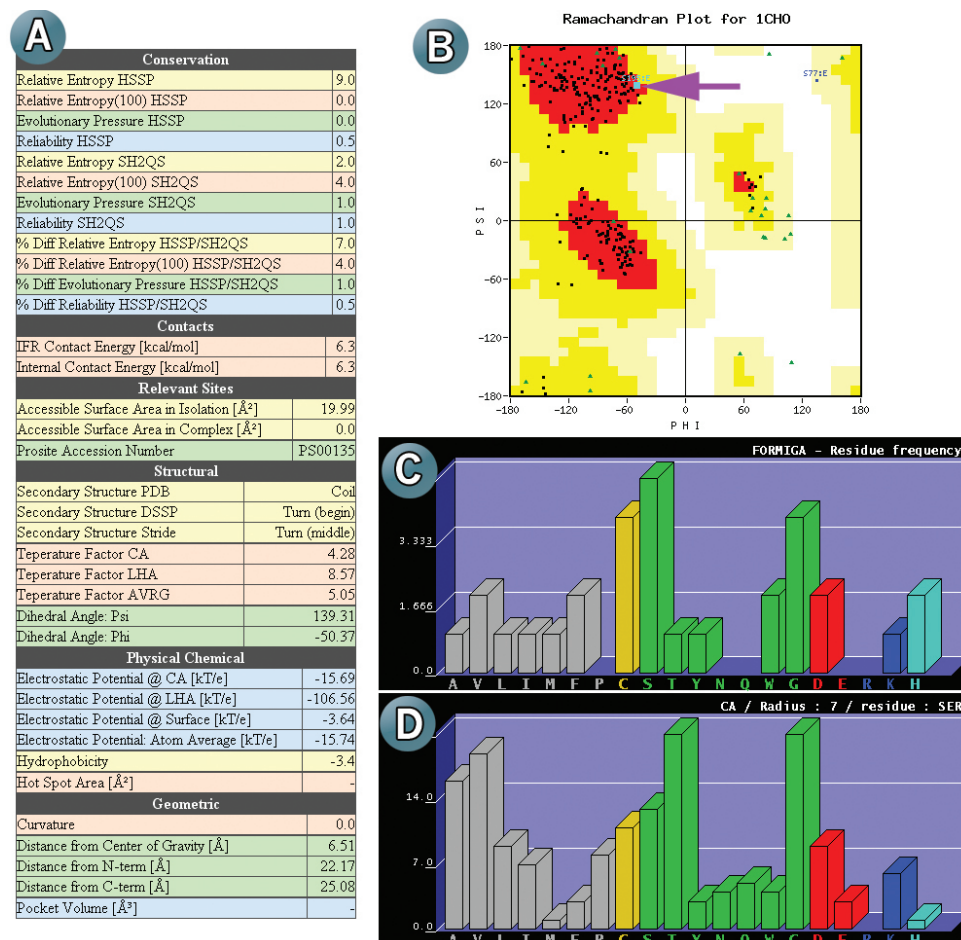 A
Conservation
Relative Entropy HSSP 9.0
Relative Entropy(100) HSSP 0.0
Evolutionary Pressure HSSP 0.0
Reliability HSSP 0.5
Relative Entropy SH2QS 2.0
Relative Entropy(100) SH2QS 4.0
Evolutionary Pressure SH2QS 1.0
Reliability SH2QS 1.0
% Diff Relative Entropy HSSP/SH2QS 7.0
% Diff Relative Entropy(100) HSSP/SH2QS 4.0
% Diff Evolutionary Pressure HSSP/SH2QS 1.0
% Diff Reliability HSSP/SH2QS 0.5
Contacts
IFR Contact Energy [kcal/mol] 6.3
Internal Contact Energy [kcal/mol] 6.3
Relevant Sites
Accessible Surface Area in Isolation [Å²] 19.99
Accessible Surface Area in Complex [Å²] 0.0
Prosite Accession Number PS00135
Structural
Secondary Structure PDB Coil
Secondary Structure DSSP Turn (begin)
Secondary Structure Stride Turn (middle)
Teperature Factor CA 4.28
Teperature Factor LHA 8.57
Teperature Factor AVRG 5.05
Dihedral Angle: Psi 139.31
Dihedral Angle: Phi -50.37
Physical Chemical
Electrostatic Potential @ CA [kT/e] -15.69
Electrostatic Potential @ LHA [kT/e] -106.56
Electrostatic Potential @ Surface [kT/e] -3.64
Electrostatic Potential: Atom Average [kT/e] -15.74
Hydrophobicity -3.4
Hot Spot Area [Å²] -
Geometric
Curvature 0.0
Distance from Center of Gravity [Å] 6.51
Distance from N-term [Å] 22.17
Distance from C-term [Å] 25.08
Pocket Volume [Å³] -
B
Ramachandran Plot for 1CHO
180
120
60
0
-60
-120
-180
PSI
S77:E
-180 -120 -60 0 60 120 180
PHI
C
FORMIGA - Residue frequency
3.333
1.666
0.0
A V L I M F P C S T Y N Q W G D E R K H
D
CA / Radius : 7 / residue : SER
14.0
7.0
0.0
A V L I M F P C S T Y N Q W G D E R K H